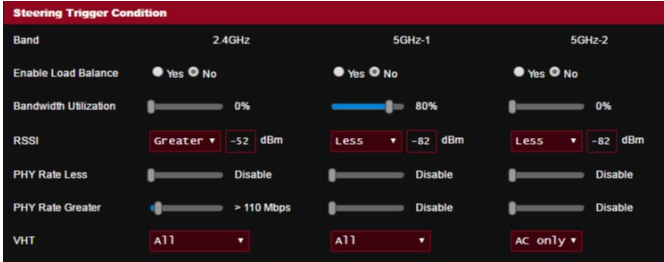 Steering Trigger Condition
Band 2.4GHz 5GHz-1 5GHz-2
Enable Load Balance Yes No Yes No Yes No
Bandwidth Utilization 0% 80% 0%
RSSI Greater -52 dBm Less -82 dBm Less -82 dBm
PHY Rate Less Disable Disable Disable
PHY Rate Greater > 110 Mbps Disable Disable
VHT All All AC only